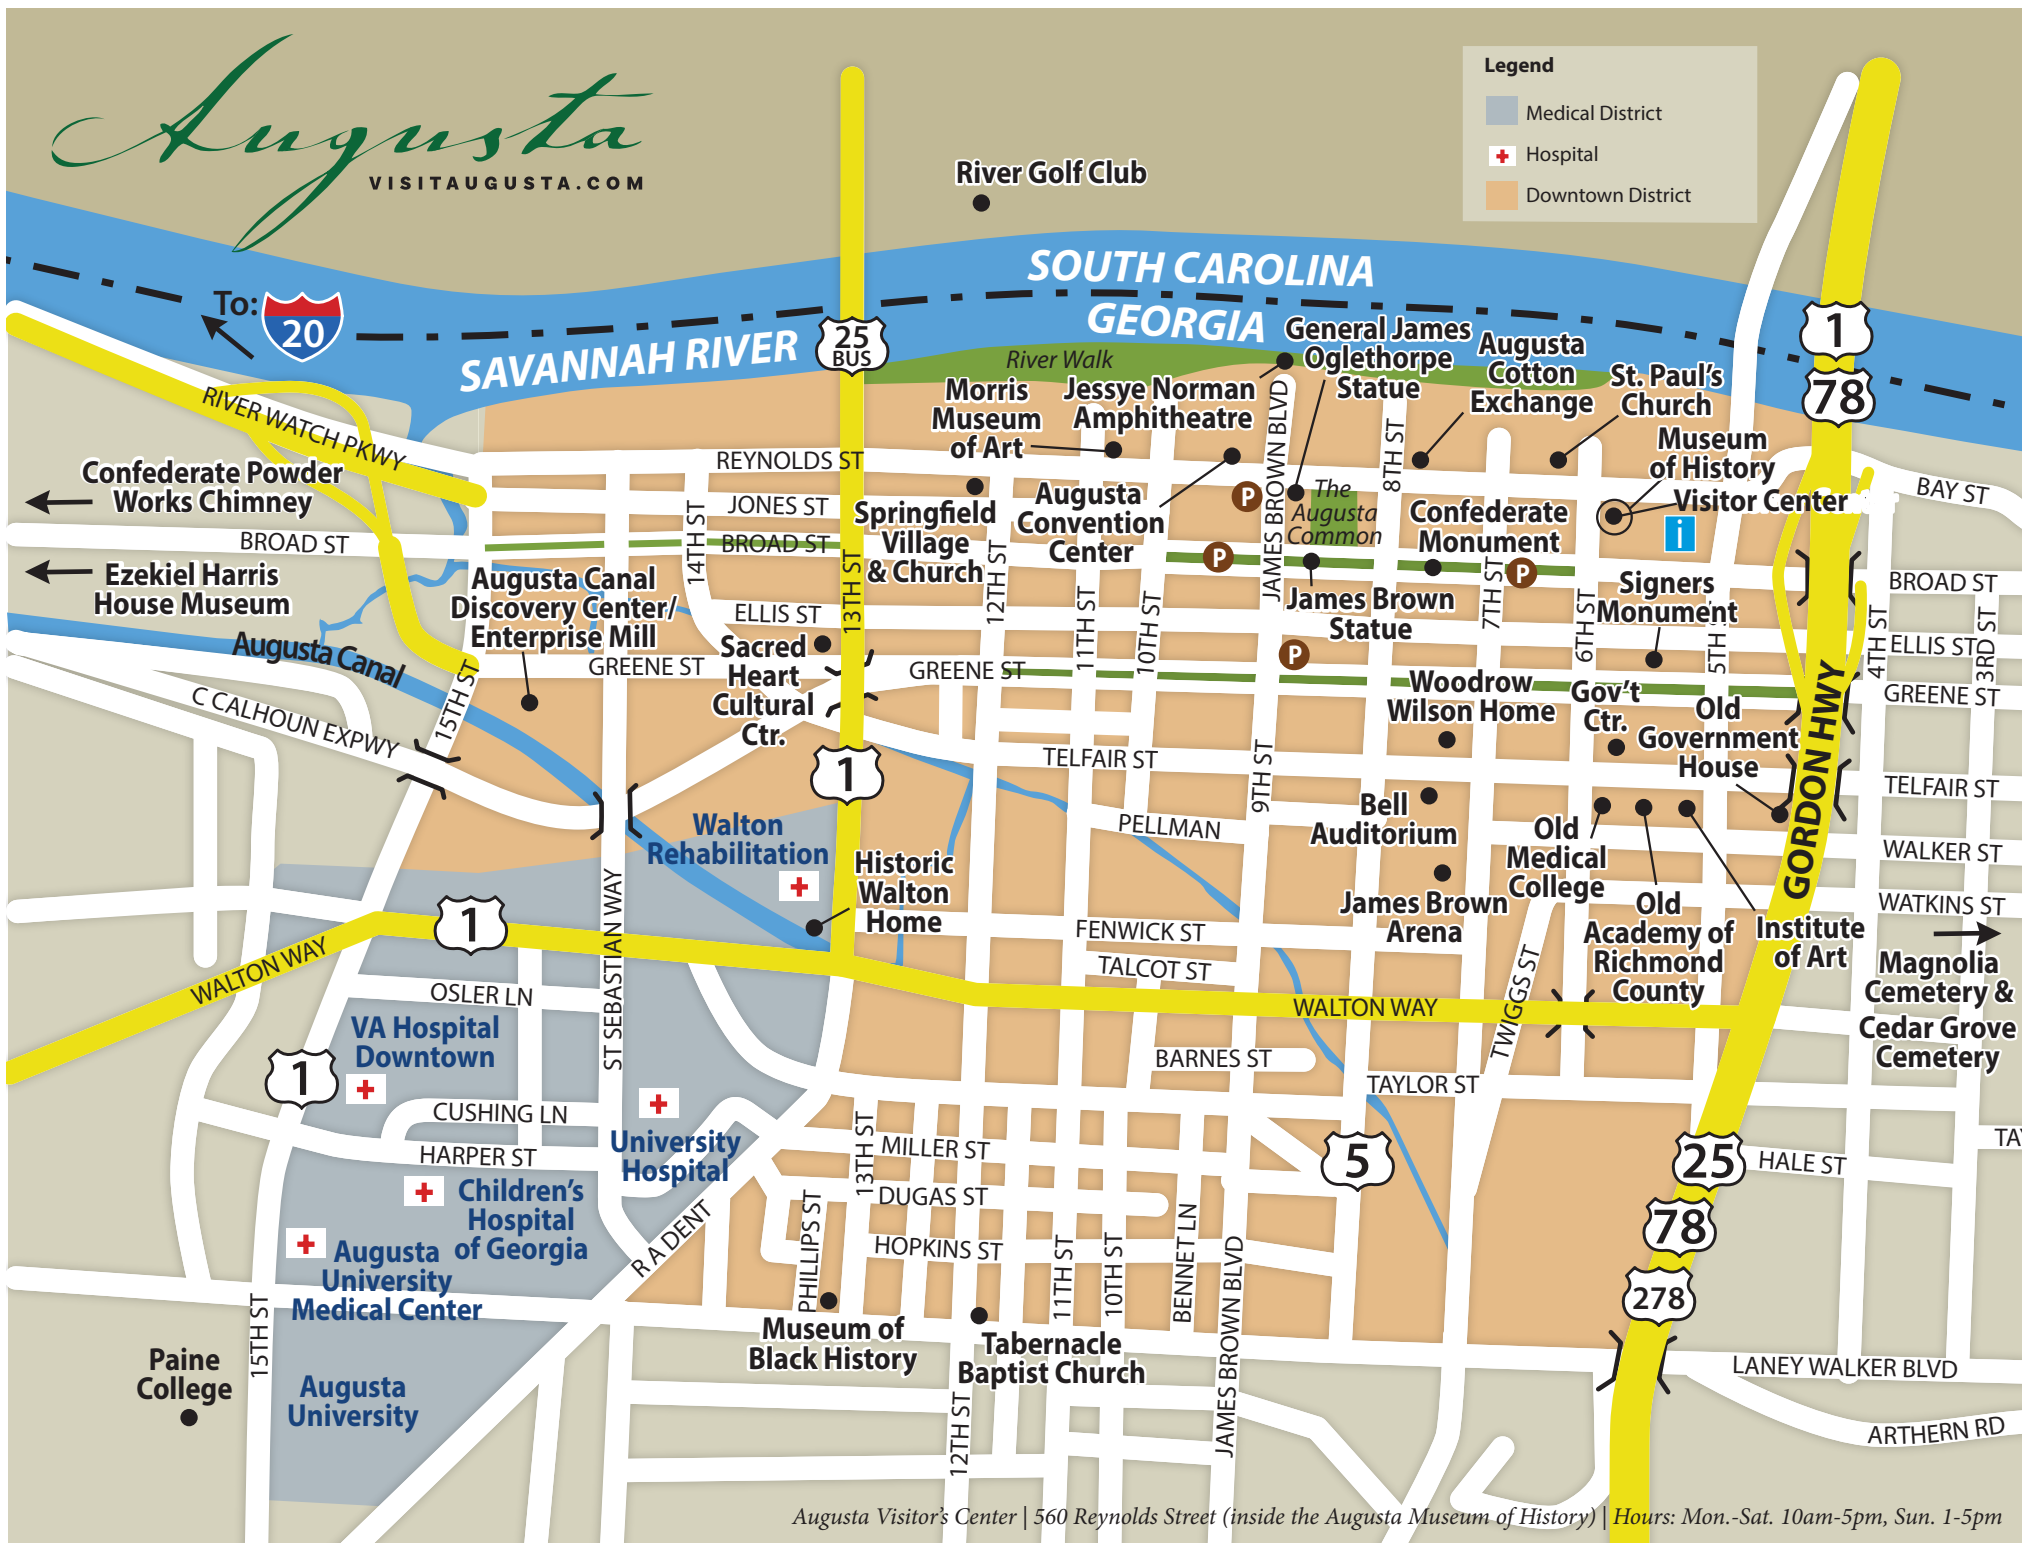 Augusta
VISITAUGUSTA.COM
Legend
Medical District
Hospital
Downtown District
River Golf Club
SOUTH CAROLINA
GEORGIA
SAVANNAH RIVER
To:
20
25
BUS
1
78
River Walk
General James
Oglethorpe
Statue
Augusta
Cotton
Exchange
St. Paul's
Church
Morris
Museum
of Art
Jessye Norman
Amphitheatre
Museum
of History
Visitor Center
i
RIVER WATCH PKWY
REYNOLDS ST
JONES ST
BROAD ST
BROAD ST
Confederate Powder
Works Chimney
Ezekiel Harris
House Museum
Augusta Canal
Discovery Center/
Enterprise Mill
Springfield
Village
& Church
Augusta
Convention
Center
P
P
P
P
The
Augusta
Common
Confederate
Monument
James Brown
Statue
Signers
Monument
BAY ST
BROAD ST
ELLIS ST
GREENE ST
14TH ST
13TH ST
12TH ST
11TH ST
10TH ST
JAMES BROWN BLVD
8TH ST
7TH ST
6TH ST
5TH ST
4TH ST
3RD ST
ELLIS ST
GREENE ST
GREENE ST
Augusta Canal
C CALHOUN EXPWY
15TH ST
Sacred
Heart
Cultural
Ctr.
Woodrow
Wilson Home
Gov't
Ctr.
Old
Government
House
GORDON HWY
1
TELFAIR ST
9TH ST
TELFAIR ST
PELLMAN
WALKER ST
WATKINS ST
Bell
Auditorium
Old
Medical
College
Walton
Rehabilitation
Historic
Walton
Home
James Brown
Arena
Old
Academy of
Richmond
County
Institute
of Art
Magnolia
Cemetery &
Cedar Grove
Cemetery
1
WALTON WAY
ST SEBASTIAN WAY
FENWICK ST
TALCOT ST
WALTON WAY
TWIGGS ST
OSLER LN
VA Hospital
Downtown
1
CUSHING LN
HARPER ST
University
Hospital
BARNES ST
TAYLOR ST
TA
13TH ST
MILLER ST
DUGAS ST
HOPKINS ST
PHILLIPS ST
11TH ST
10TH ST
BENNET LN
JAMES BROWN BLVD
5
25
HALE ST
78
278
Children's
Hospital
of Georgia
Augusta
University
Medical Center
R A DENT
Museum of
Black History
Tabernacle
Baptist Church
Paine
College
15TH ST
Augusta
University
12TH ST
LANEY WALKER BLVD
ARTHERN RD
Augusta Visitor's Center | 560 Reynolds Street (inside the Augusta Museum of History) | Hours: Mon.-Sat. 10am-5pm, Sun. 1-5pm